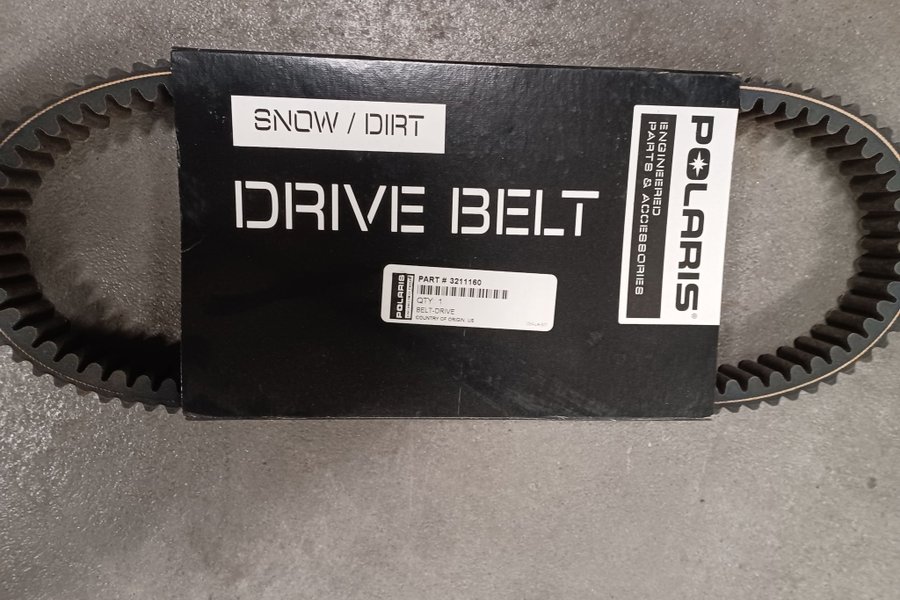 SNOW / DIRT
DRIVE BELT
POLARIS®
ENGINEERED
PARTS & ACCESSORIES
POLARIS
PART # 3211160
QTY 1
BELT-DRIVE
COUNTRY OF ORIGIN: US